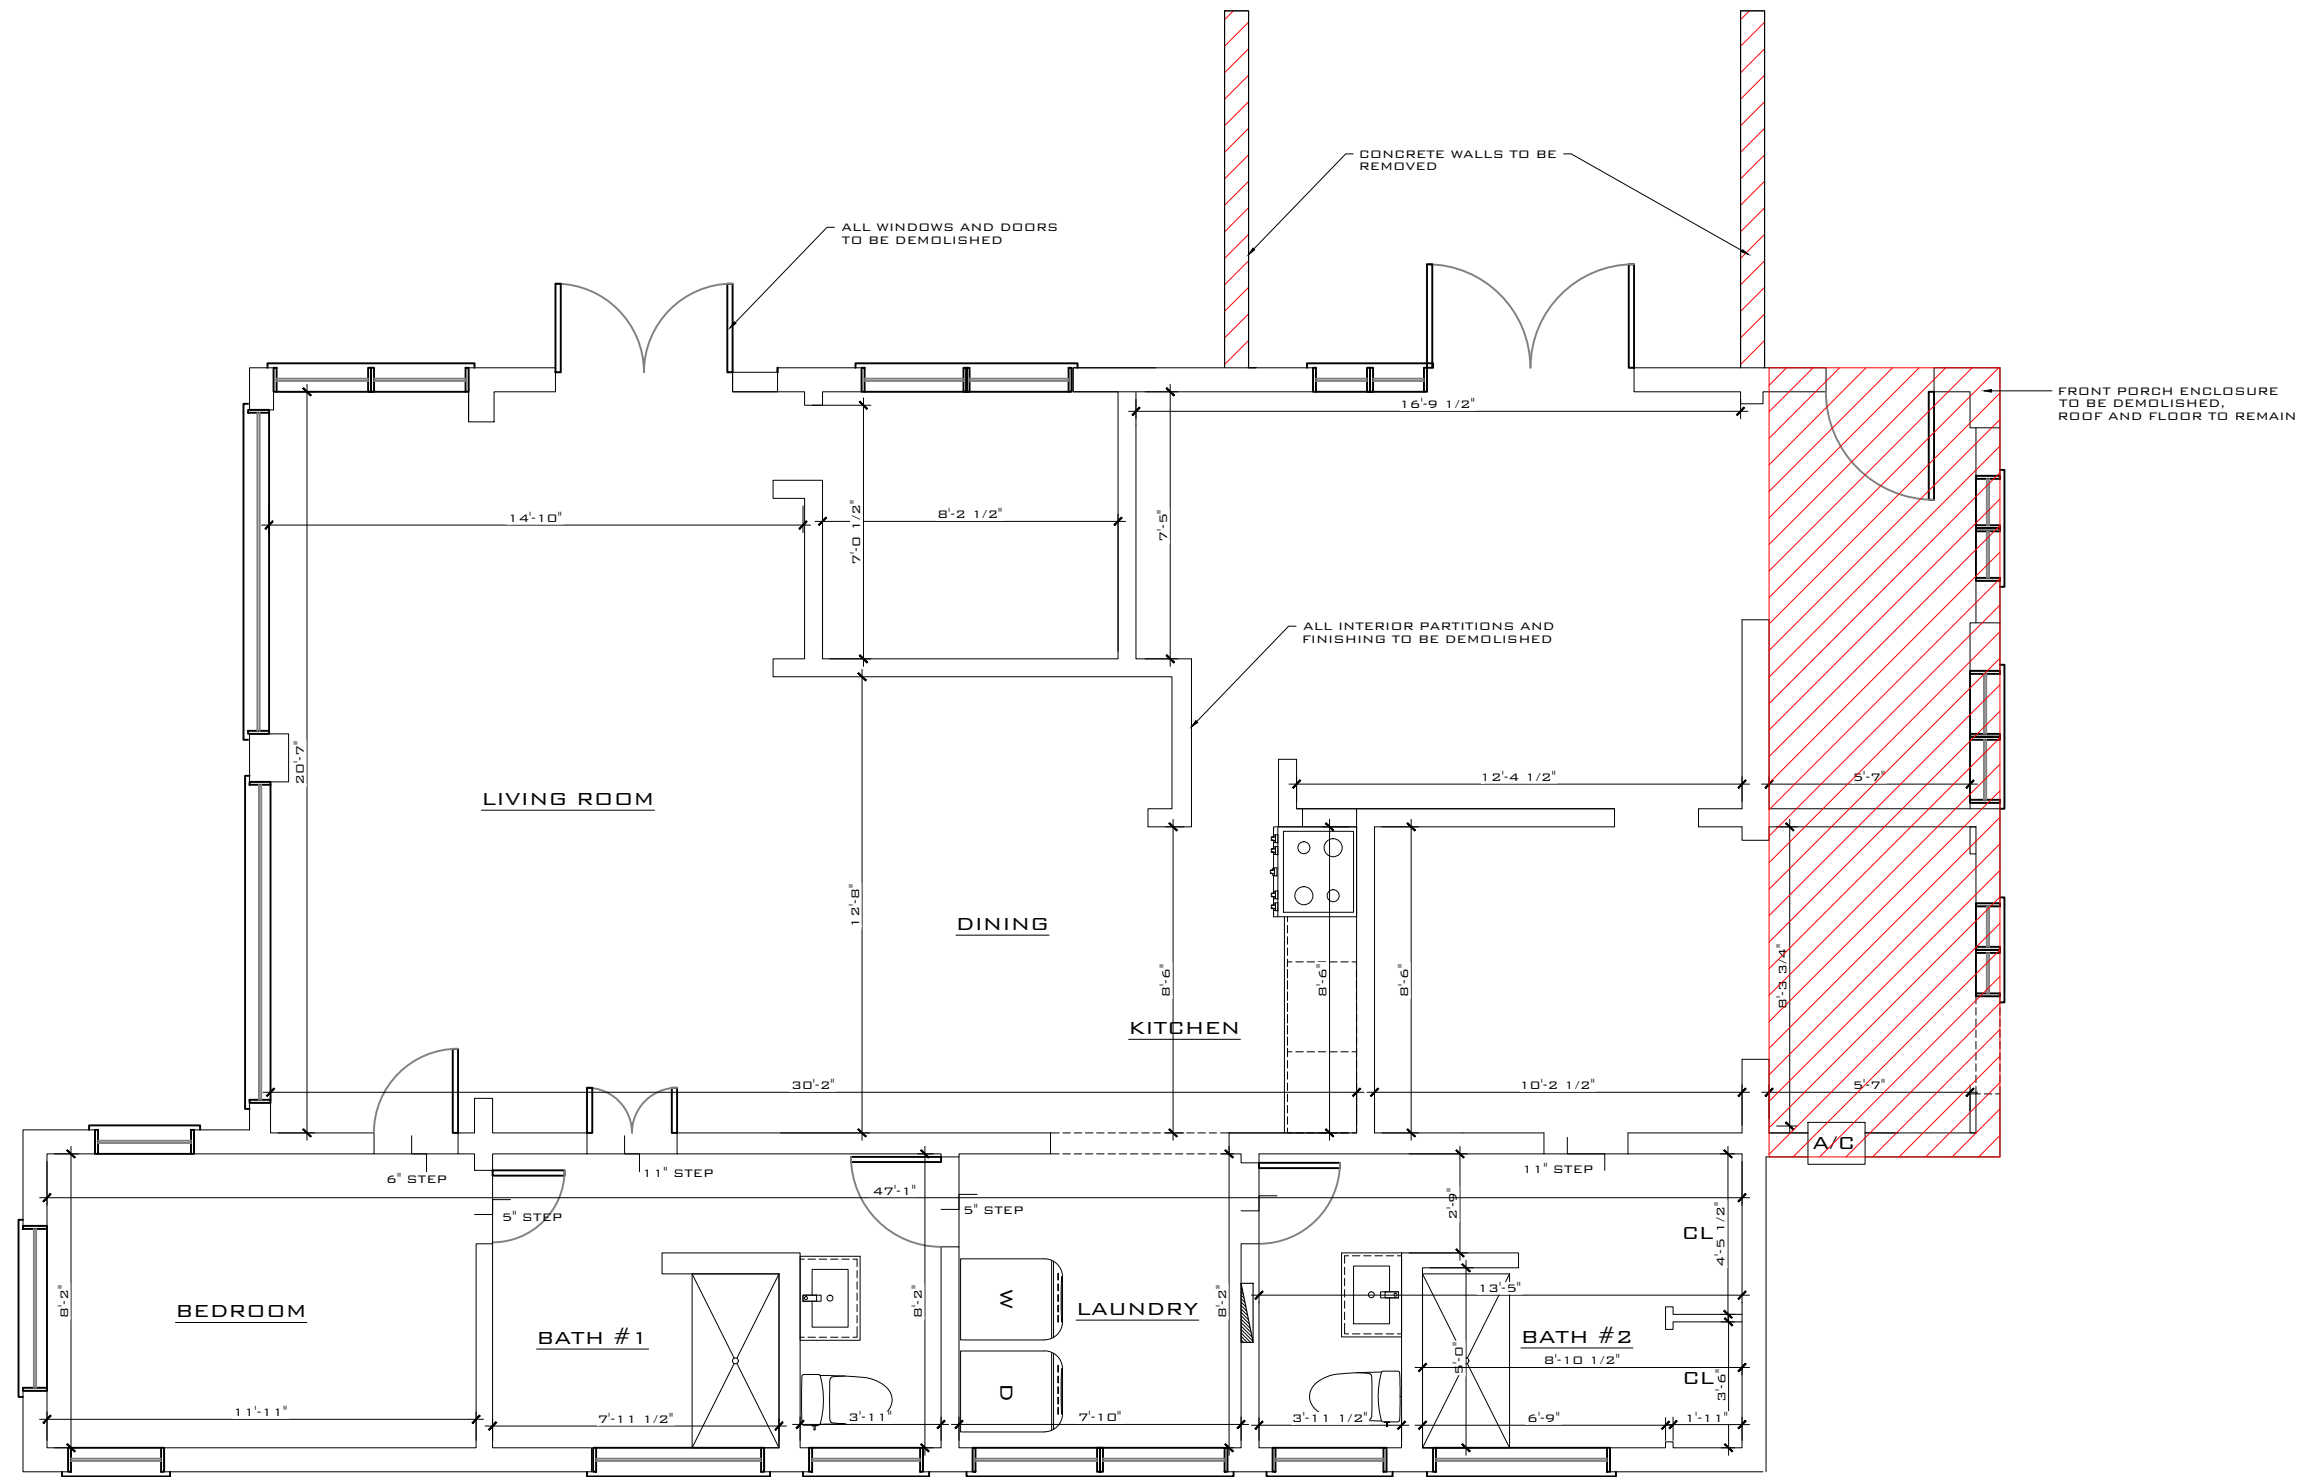 CONCRETE WALLS TO BE
REMOVED
ALL WINDOWS AND DOORS
TO BE DEMOLISHED
FRONT PORCH ENCLOSURE
TO BE DEMOLISHED,
ROOF AND FLOOR TO REMAIN
16'-9 1/2"
14'-10"
7'-0 1/2"
8'-2 1/2"
7'-5"
ALL INTERIOR PARTITIONS AND
FINISHING TO BE DEMOLISHED
20'-7"
12'-4 1/2"
5'-7"
LIVING ROOM
12'-8"
DINING
8'-6"
8'-6"
8'-6"
8'-3 3/4"
KITCHEN
30'-2"
10'-2 1/2"
5'-7"
A/C
6" STEP
11" STEP
11" STEP
47'-1"
5" STEP
5" STEP
2'-9"
CL
4'-5 1/2"
8'-2"
8'-2"
8'-2"
13'-5"
BEDROOM
BATH #1
W
LAUNDRY
BATH #2
5'-0"
8'-10 1/2"
D
CL
3'-6"
11'-11"
7'-11 1/2"
3'-11"
7'-10"
3'-11 1/2"
6'-9"
1'-11"